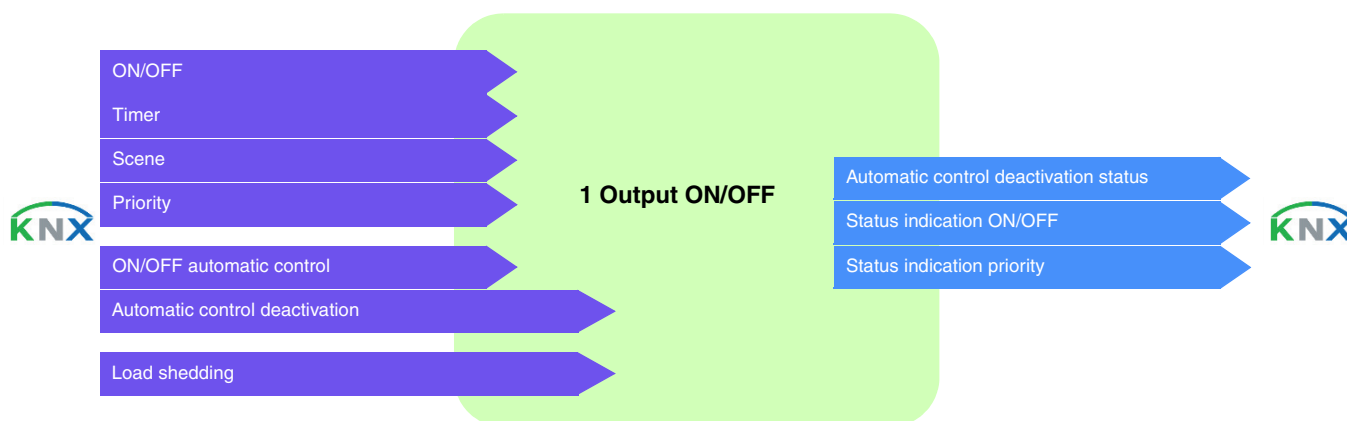 ON/OFF
Timer
Scene
Priority
KNX
ON/OFF automatic control
Automatic control deactivation
Load shedding
1 Output ON/OFF
Automatic control deactivation status
Status indication ON/OFF
Status indication priority
KNX